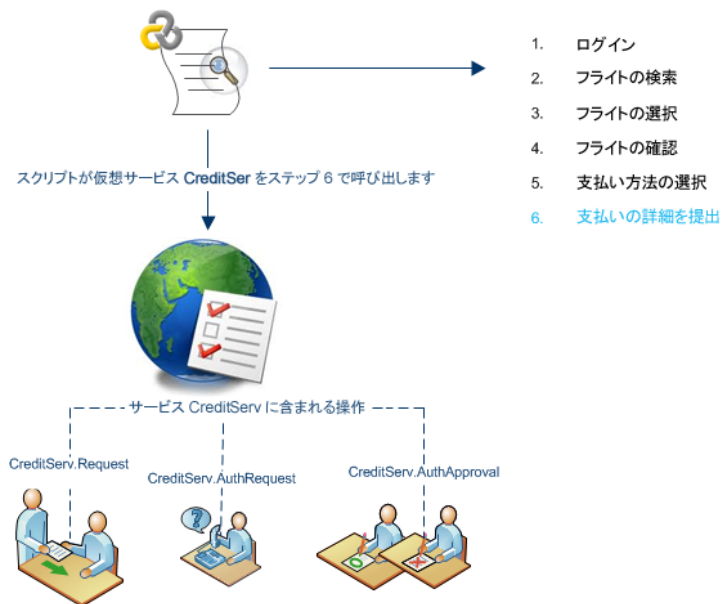 1. ログイン
2. フライトの検索
3. フライトの選択
4. フライトの確認
5. 支払い方法の選択
6. 支払いの詳細を提出
スクリプトが仮想サービス CreditSer をステップ 6 で呼び出します
サービス CreditServ に含まれる操作
CreditServ.Request
CreditServ.AuthRequest
CreditServ.AuthApproval
?